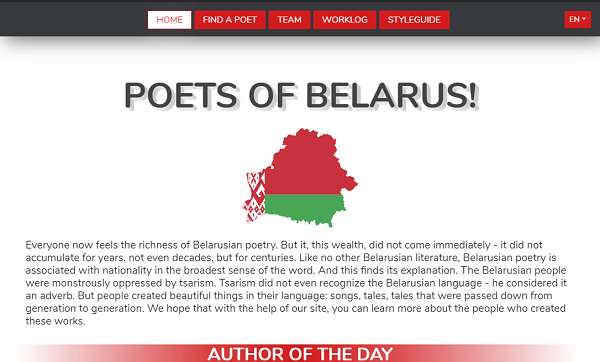 HOME FIND A POET TEAM WORKLOG STYLEGUIDE EN
POETS OF BELARUS!
Everyone now feels the richness of Belarusian poetry. But it, this wealth, did not come immediately - it did not
accumulate for years, not even decades, but for centuries. Like no other Belarusian literature, Belarusian poetry is
associated with nationality in the broadest sense of the word. And this finds its explanation. The Belarusian people
were monstrously oppressed by tsarism. Tsarism did not even recognize the Belarusian language - he considered it
an adverb. But people created beautiful things in their language: songs, tales, tales that were passed down from
generation to generation. We hope that with the help of our site, you can learn more about the people who created
these works.
AUTHOR OF THE DAY